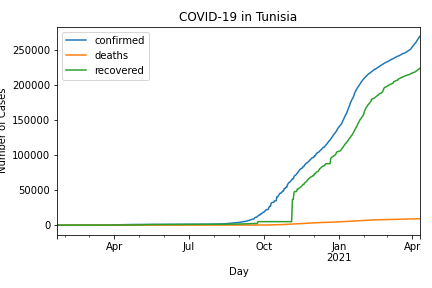 COVID-19 in Tunisia
confirmed
deaths
recovered
Number of Cases
250000
200000
150000
100000
50000
0
Apr
Jul
Oct
Jan
2021
Apr
Day